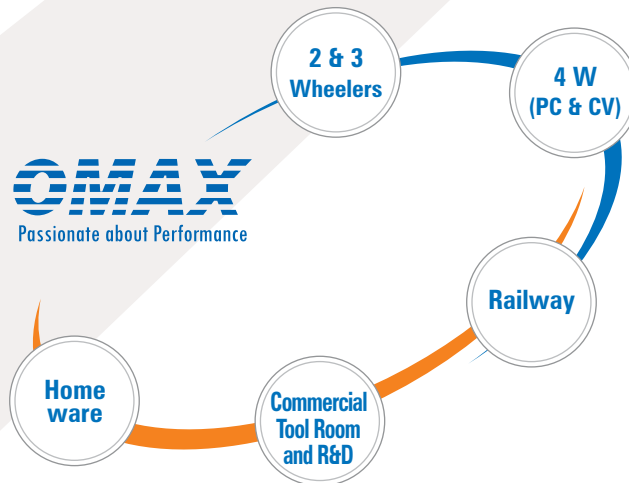 2 & 3
Wheelers
4 W
(PC & CV)
OMAX
Passionate about Performance
Railway
Home
ware
Commercial
Tool Room
and R&D